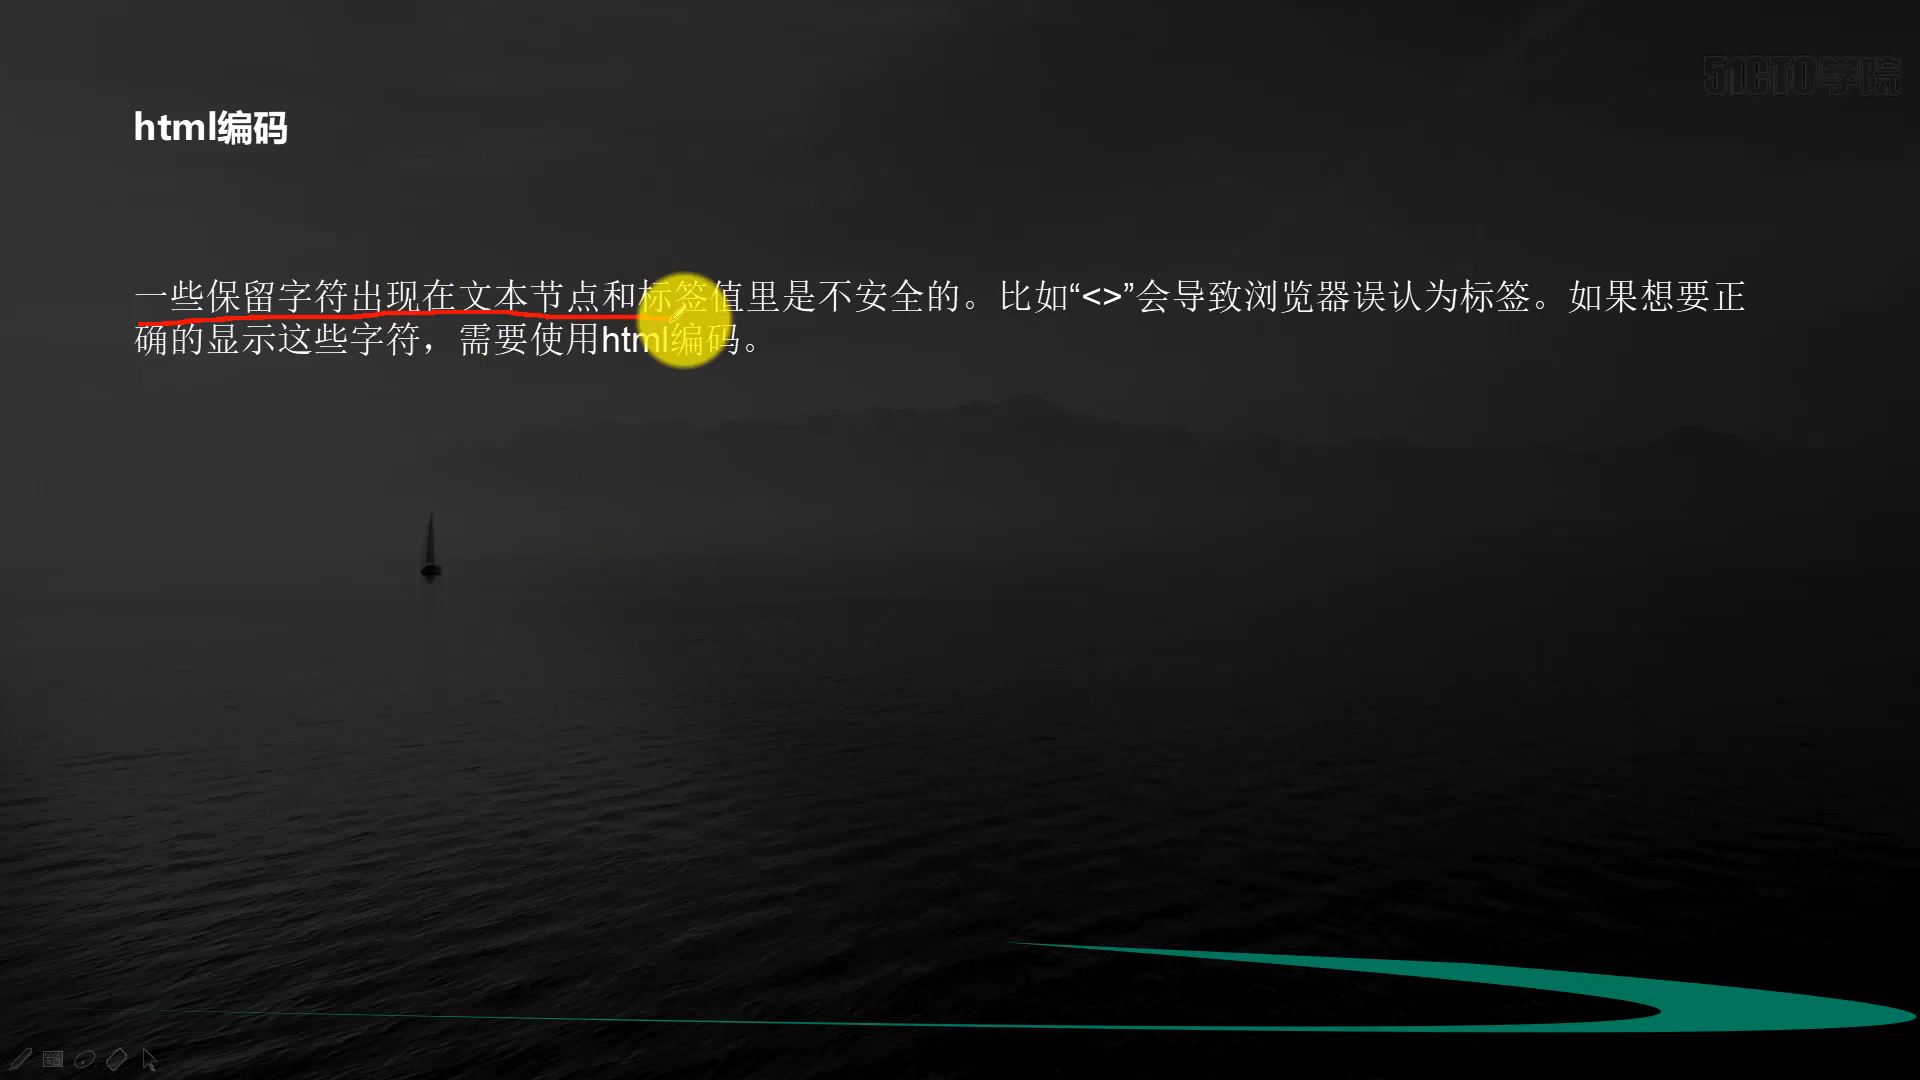 51CTO学院
html编码
一些保留字符出现在文本节点和标签值里是不安全的。比如“<>”会导致浏览器误认为标签。如果想要正
确的显示这些字符，需要使用html编码。